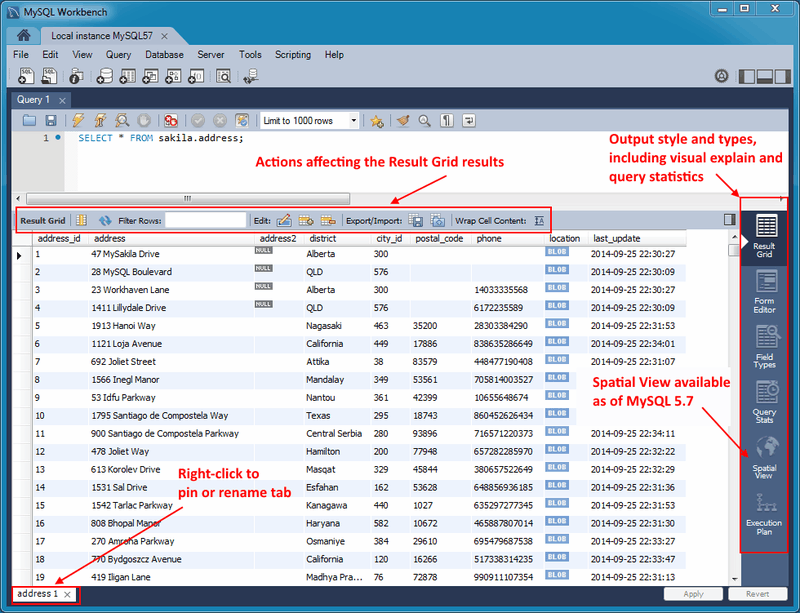 MySQL Workbench
Local instance MySQL57
File Edit View Query Database Server Tools Scripting Help
Query 1
Limit to 1000 rows
1 SELECT * FROM sakila.address;
Actions affecting the Result Grid results
Output style and types,
including visual explain and
query statistics
Result Grid Filter Rows: Edit: Export/Import: Wrap Cell Content:
address_id address address2 district city_id postal_code phone location last_update
1 47 MySakila Drive NULL Alberta 300 BLOB 2014-09-25 22:30:27
2 28 MySQL Boulevard NULL QLD 576 BLOB 2014-09-25 22:30:09
3 23 Workhaven Lane NULL Alberta 300 14033335568 BLOB 2014-09-25 22:30:27
4 1411 Lillydale Drive NULL QLD 576 6172235589 BLOB 2014-09-25 22:30:09
5 1913 Hanoi Way Nagasaki 463 35200 28303384290 BLOB 2014-09-25 22:31:53
6 1121 Loja Avenue California 449 17886 838635286649 BLOB 2014-09-25 22:34:01
7 692 Joliet Street Attika 38 83579 448477190408 BLOB 2014-09-25 22:31:07
8 1566 Inegl Manor Mandalay 349 53561 705814003527 BLOB
9 53 Idfu Parkway Nantou 361 42399 10655648674 BLOB
10 1795 Santiago de Compostela Way Texas 295 18743 860452626434 BLOB
11 900 Santiago de Compostela Parkway Central Serbia 280 93896 716571220373 BLOB 2014-09-25 22:34:11
12 478 Joliet Way Hamilton 200 77948 657282285970 BLOB 2014-09-25 22:32:22
13 613 Korolev Drive Masqat 329 45844 380657522649 BLOB 2014-09-25 22:32:29
14 1531 Sal Drive Esfahan 162 53628 648856936185 BLOB 2014-09-25 22:31:36
15 1542 Tarlac Parkway Kanagawa 440 1027 635297277345 BLOB 2014-09-25 22:31:53
16 808 Bhopal Manor Haryana 582 10672 465887807014 BLOB 2014-09-25 22:31:30
17 270 Amroha Parkway Osmaniye 384 29610 695479687538 BLOB 2014-09-25 22:33:27
18 770 Bydgoszcz Avenue California 120 16266 517338314235 BLOB 2014-09-25 22:33:47
19 419 Iligan Lane Madhya Pra... 76 72878 990911107354 BLOB 2014-09-25 22:31:13
Result
Grid
Form
Editor
Field
Types
Query
Stats
Spatial
View
Execution
Plan
Spatial View available
as of MySQL 5.7
Right-click to
pin or rename tab
address 1
Apply Revert